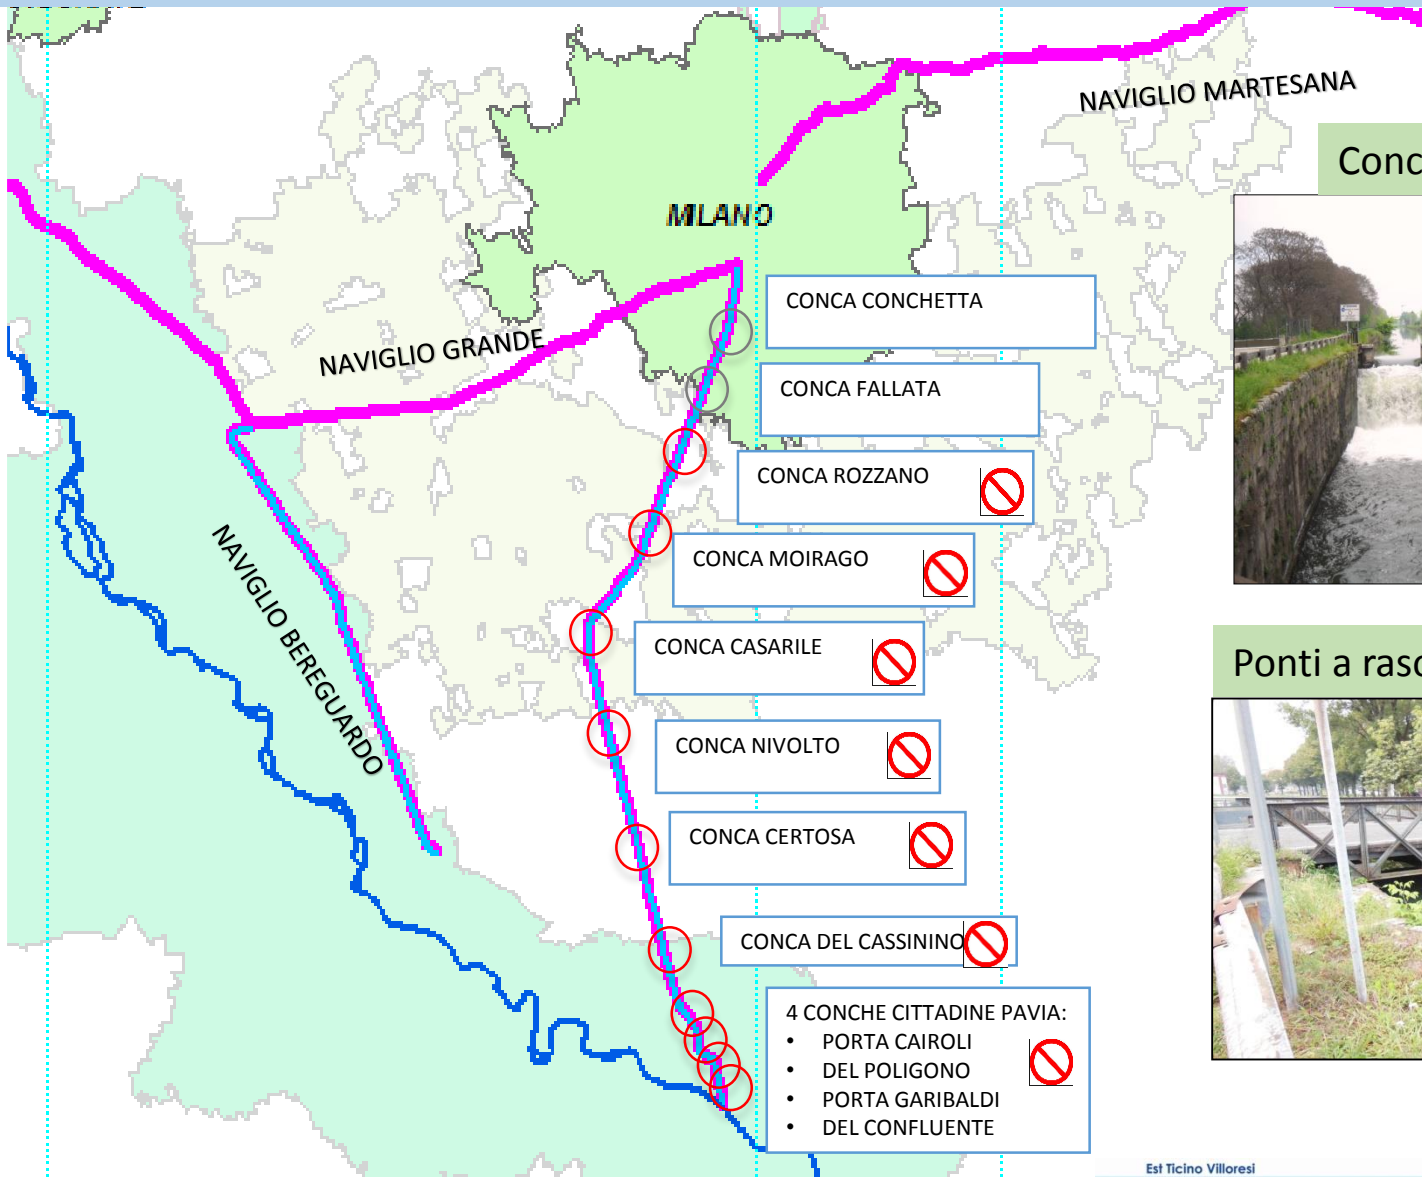 NAVIGLIO MARTESANA
Conc
MILANO
CONCA CONCHETTA
NAVIGLIO GRANDE
CONCA FALLATA
CONCA ROZZANO
CONCA MOIRAGO
NAVIGLIO BEREGUARDO
CONCA CASARILE
Ponti a rasc
CONCA NIVOLTO
CONCA CERTOSA
CONCA DEL CASSININO
4 CONCHE CITTADINE PAVIA:
• PORTA CAIROLI
• DEL POLIGONO
• PORTA GARIBALDI
• DEL CONFLUENTE
Est Ticino Villoresi